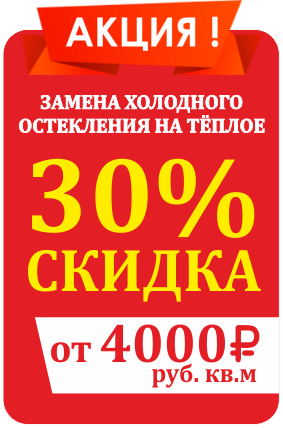 АКЦИЯ !
ЗАМЕНА ХОЛОДНОГО
ОСТЕКЛЕНИЯ НА ТЁПЛОЕ
30%
СКИДКА
от 4000₽
руб. кв.м